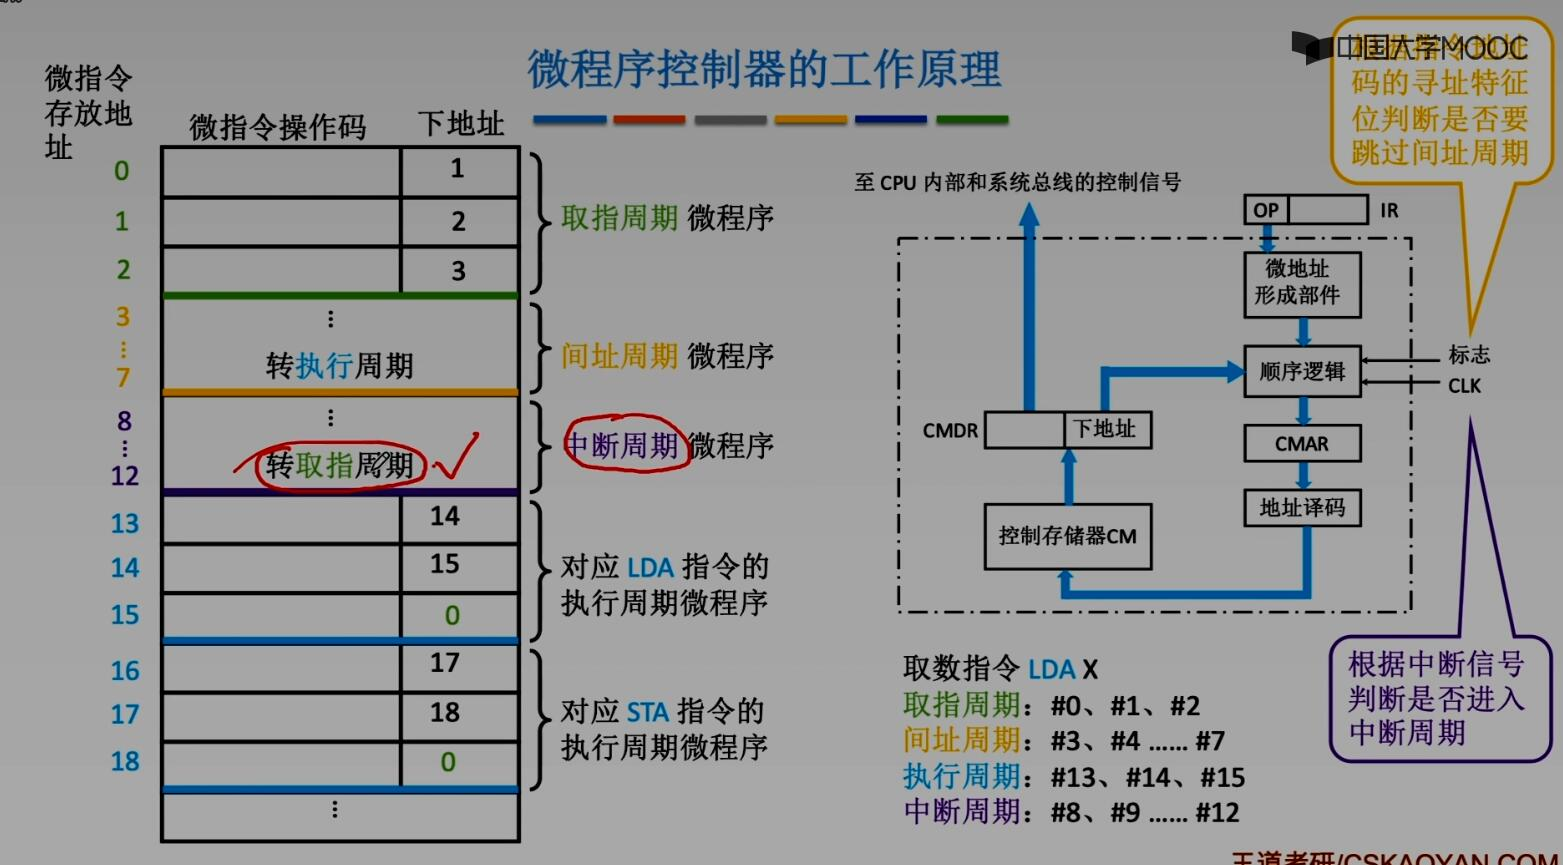 中国大学MOOC
微程序控制器的工作原理
微指令
存放地
址
微指令操作码
下地址
0
1
1
2
2
3
取指周期 微程序
3
⋮
7
⋮
转执行周期
间址周期 微程序
8
⋮
12
⋮
转取指周期
中断周期 微程序
13
14
14
15
15
0
对应 LDA 指令的
执行周期微程序
16
17
17
18
18
0
对应 STA 指令的
执行周期微程序
⋮
码的寻址特征
位判断是否要
跳过间址周期
至 CPU 内部和系统总线的控制信号
OP
IR
微地址
形成部件
顺序逻辑
标志
CLK
CMDR
下地址
CMAR
地址译码
控制存储器CM
取数指令 LDA X
取指周期：#0、#1、#2
间址周期：#3、#4 …… #7
执行周期：#13、#14、#15
中断周期：#8、#9 …… #12
根据中断信号
判断是否进入
中断周期
王道考研/CSKAOYAN.COM